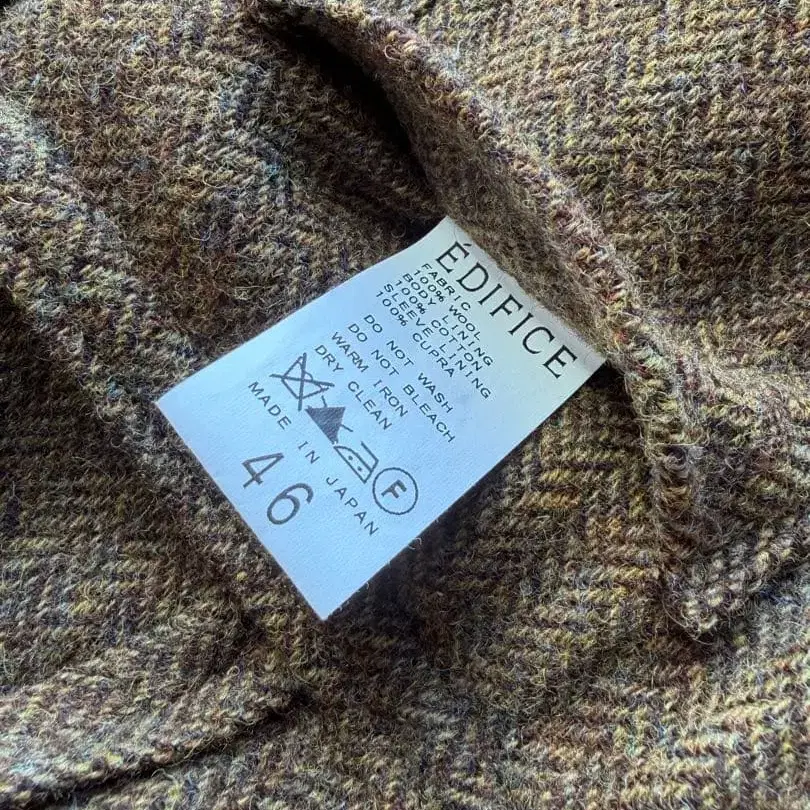 ÉDIFICE
FABRIC
100% WOOL
BODY LINING
100% COTTON
SLEEVE LINING
100% CUPRA
DO NOT WASH
DO NOT BLEACH
WARM IRON
DRY CLEAN
F
MADE IN JAPAN
46